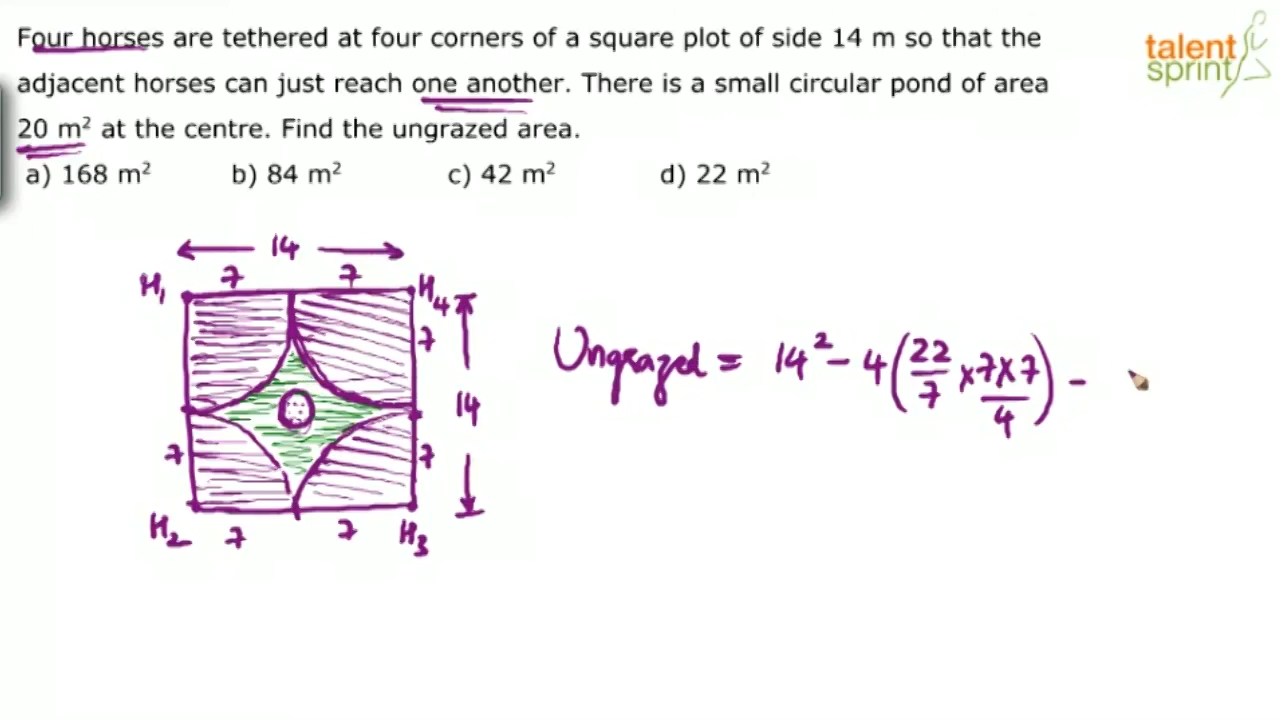 Four horses are tethered at four corners of a square plot of side 14 m so that the
talent
sprint
adjacent horses can just reach one another. There is a small circular pond of area
20 m² at the centre. Find the ungrazed area.
a) 168 m² b) 84 m² c) 42 m² d) 22 m²
14
7 7
H₁ H₄
7
Ungrazed = 14² - 4(22/7 × 7×7/4) -
14
7 7
H₂ 7 7 H₃